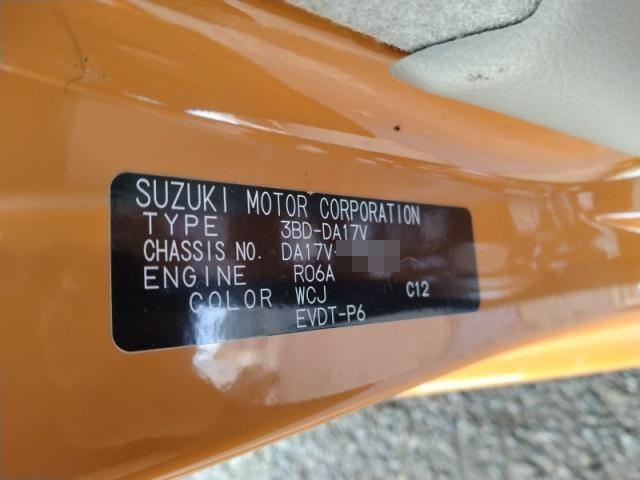 SUZUKI MOTOR CORPORATION
TYPE 3BD-DA17V
CHASSIS NO. DA17V-
ENGINE R06A
COLOR WCJ C12
EVDT-P6